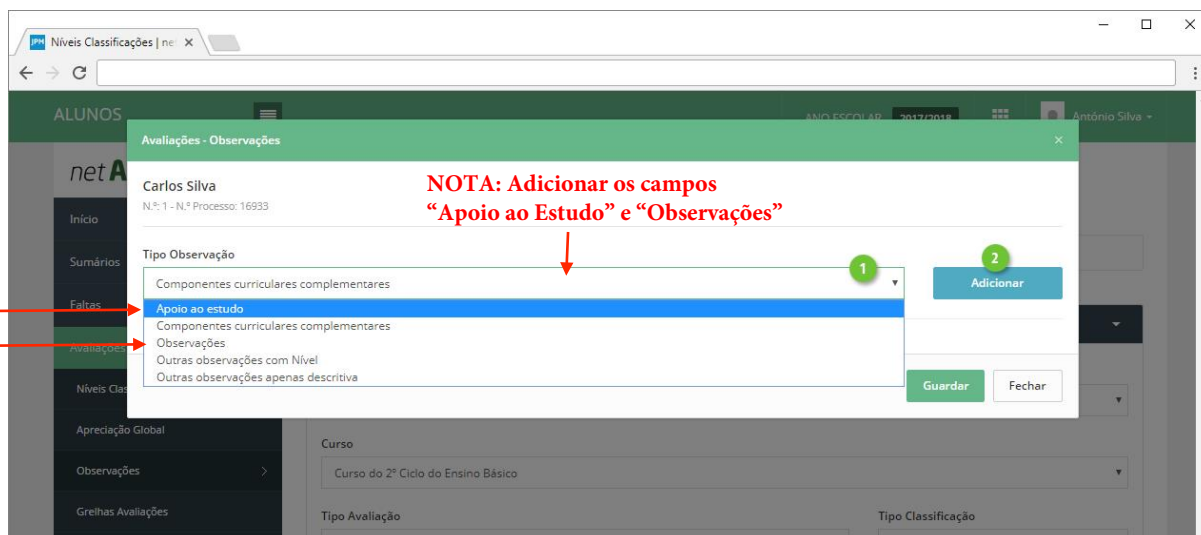 JPM Níveis Classificações | ne
ALUNOS
ANO ESCOLAR 2017/2018
António Silva
Avaliações - Observações
net A
Carlos Silva
N.º: 1 - N.º Processo: 16933
NOTA: Adicionar os campos
“Apoio ao Estudo” e “Observações”
Início
Sumários
Faltas
Avaliações
Níveis Clas
Apreciação Global
Observações
Grelhas Avaliações
Tipo Observação
Componentes curriculares complementares
1
2
Adicionar
Apoio ao estudo
Componentes curriculares complementares
Observações
Outras observações com Nível
Outras observações apenas descritiva
Guardar
Fechar
Curso
Curso do 2º Ciclo do Ensino Básico
Tipo Avaliação
Tipo Classificação